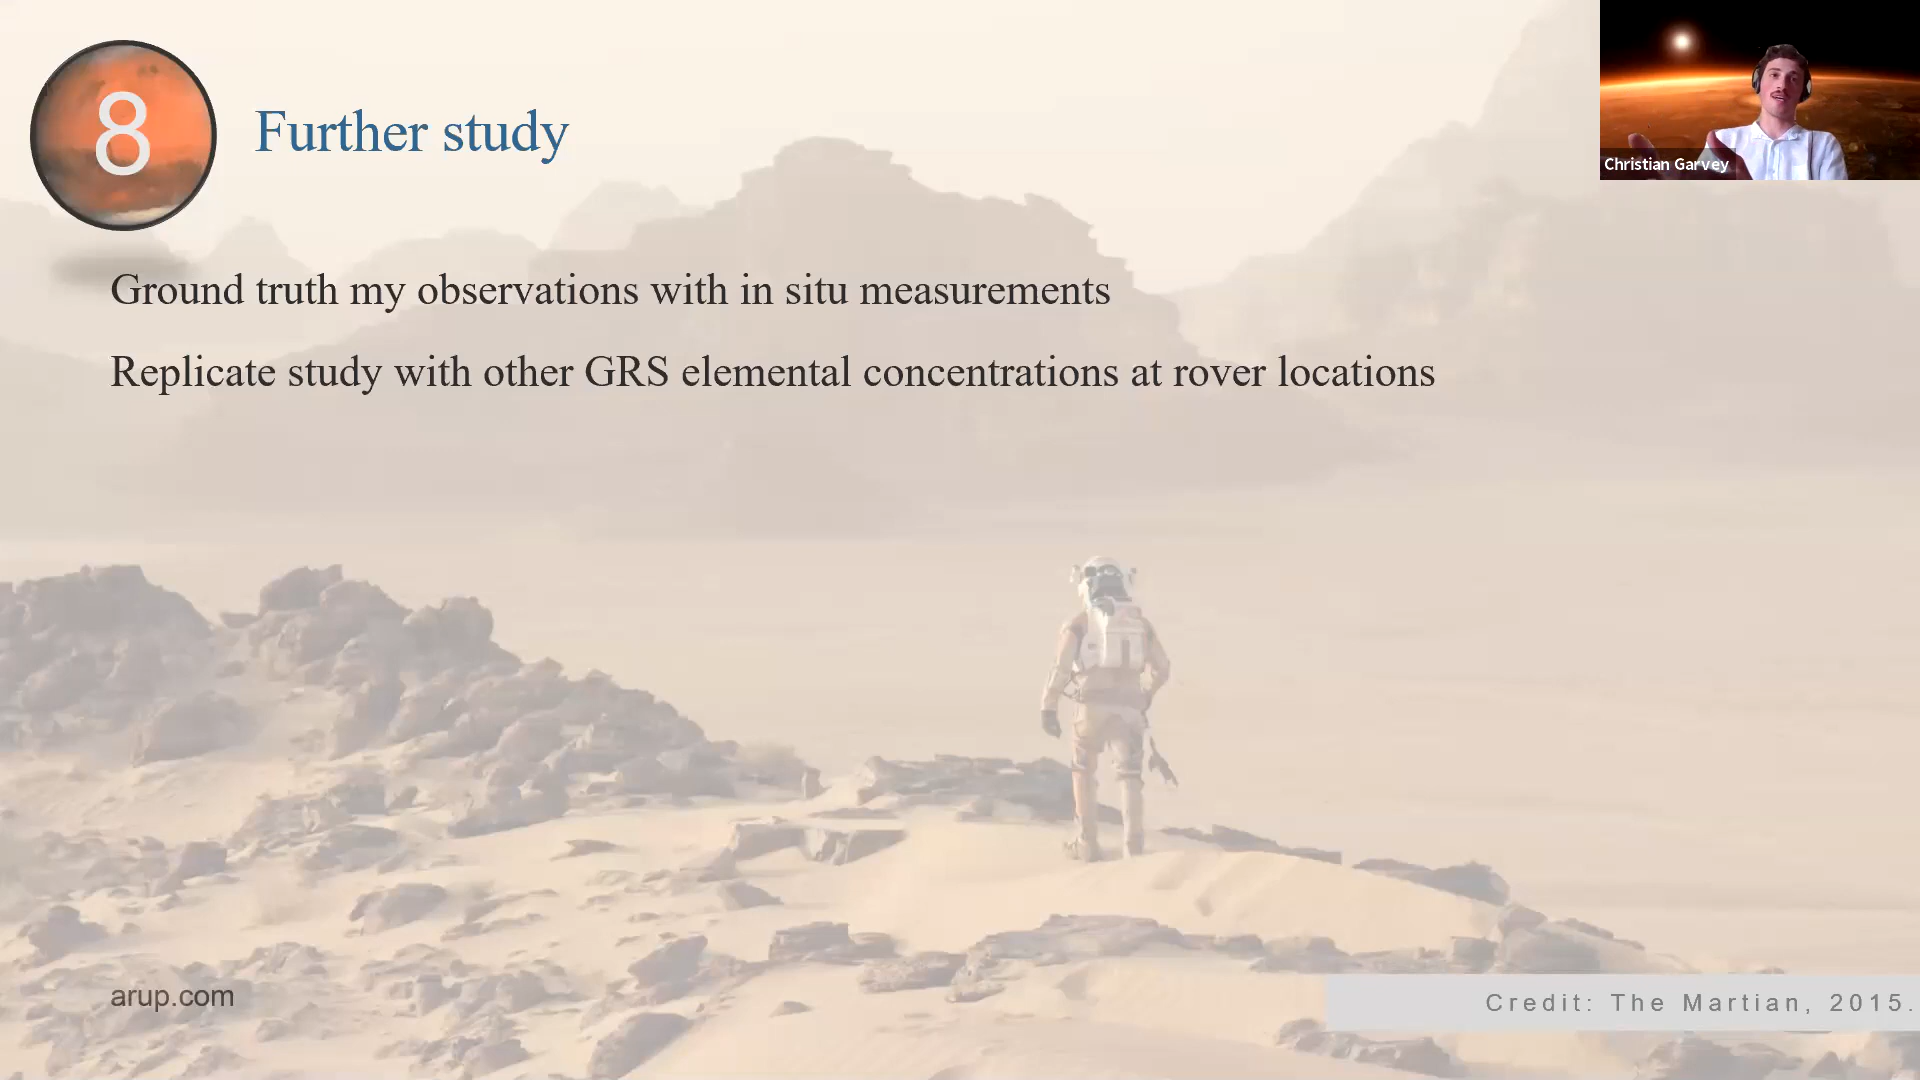 8
Further study
Christian Garvey
Ground truth my observations with in situ measurements
Replicate study with other GRS elemental concentrations at rover locations
arup.com
Credit: The Martian, 2015.